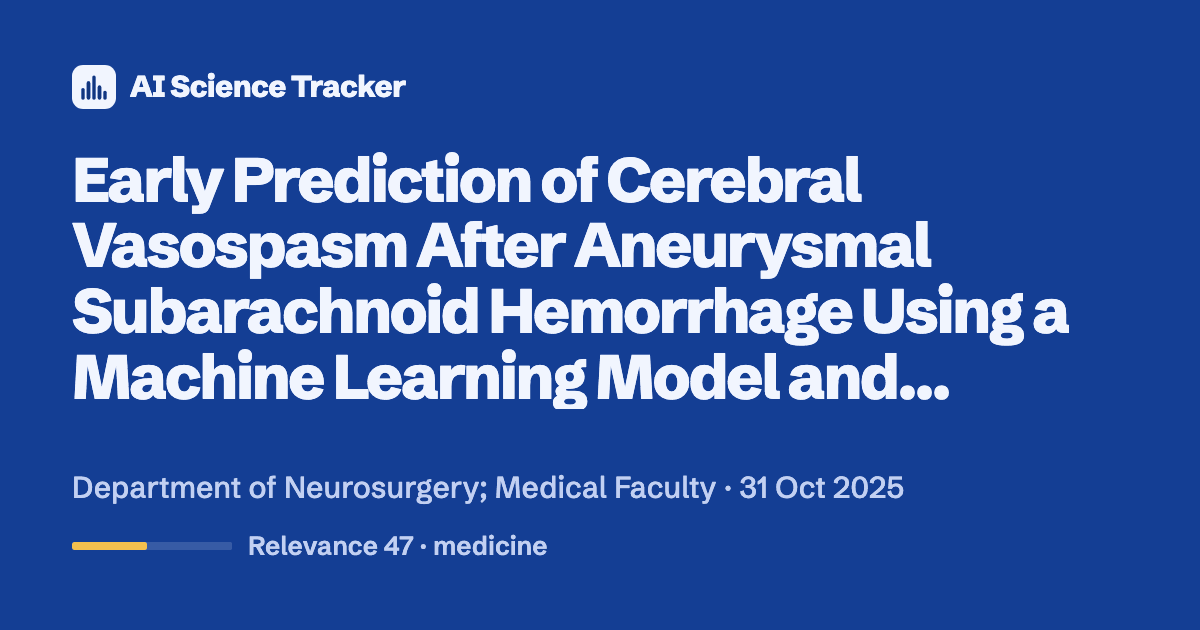 AI Science Tracker
Early Prediction of Cerebral
Vasospasm After Aneurysmal
Subarachnoid Hemorrhage Using a
Machine Learning Model and...
Department of Neurosurgery; Medical Faculty · 31 Oct 2025
Relevance 47 · medicine